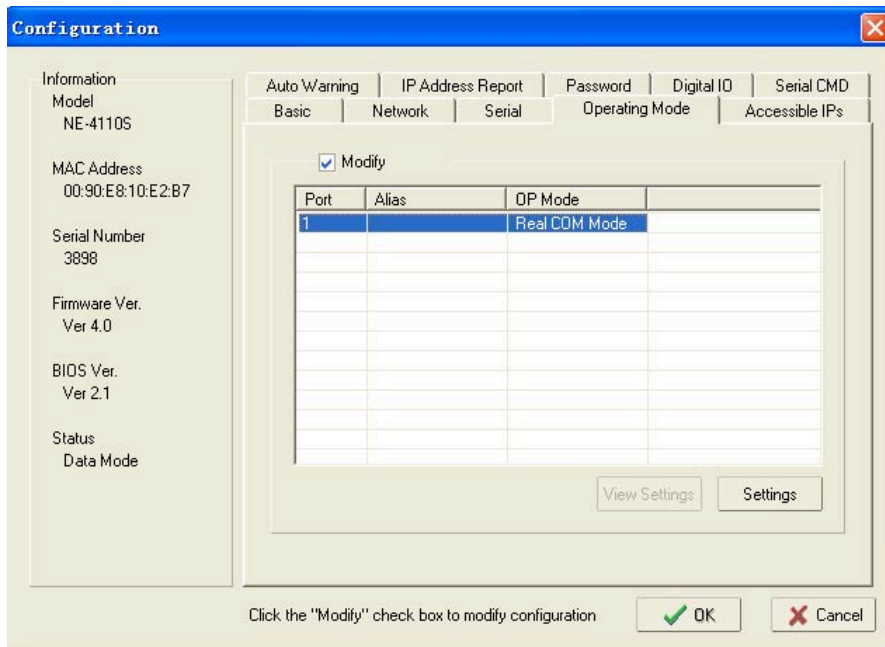 Configuration
Information
Model
NE-4110S
MAC Address
00:90:E8:10:E2:B7
Serial Number
3898
Firmware Ver.
Ver 4.0
BIOS Ver.
Ver 2.1
Status
Data Mode
Auto Warning IP Address Report Password Digital IO Serial CMD
Basic Network Serial Operating Mode Accessible IPs
Modify
Port Alias OP Mode
1 Real COM Mode
View Settings Settings
Click the "Modify" check box to modify configuration OK Cancel